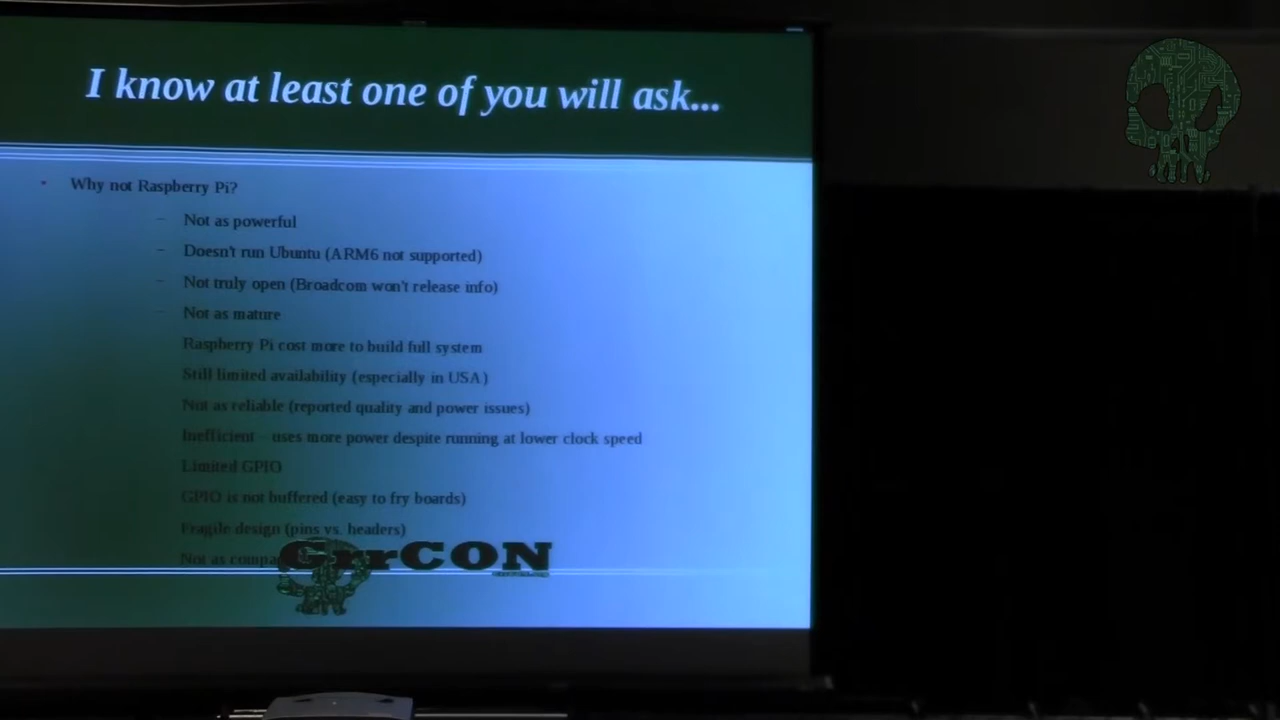 I know at least one of you will ask...
Why not Raspberry Pi?
Not as powerful
Doesn't run Ubuntu (ARM6 not supported)
Not truly open (Broadcom won't release info)
Not as mature
Raspberry Pi cost more to build full system
Still limited availability (especially in USA)
Not as reliable (reported quality and power issues)
Inefficient – uses more power despite running at lower clock speed
Limited GPIO
GPIO is not buffered (easy to fry boards)
Fragile design (pins vs. headers)
Not as
GrrCON